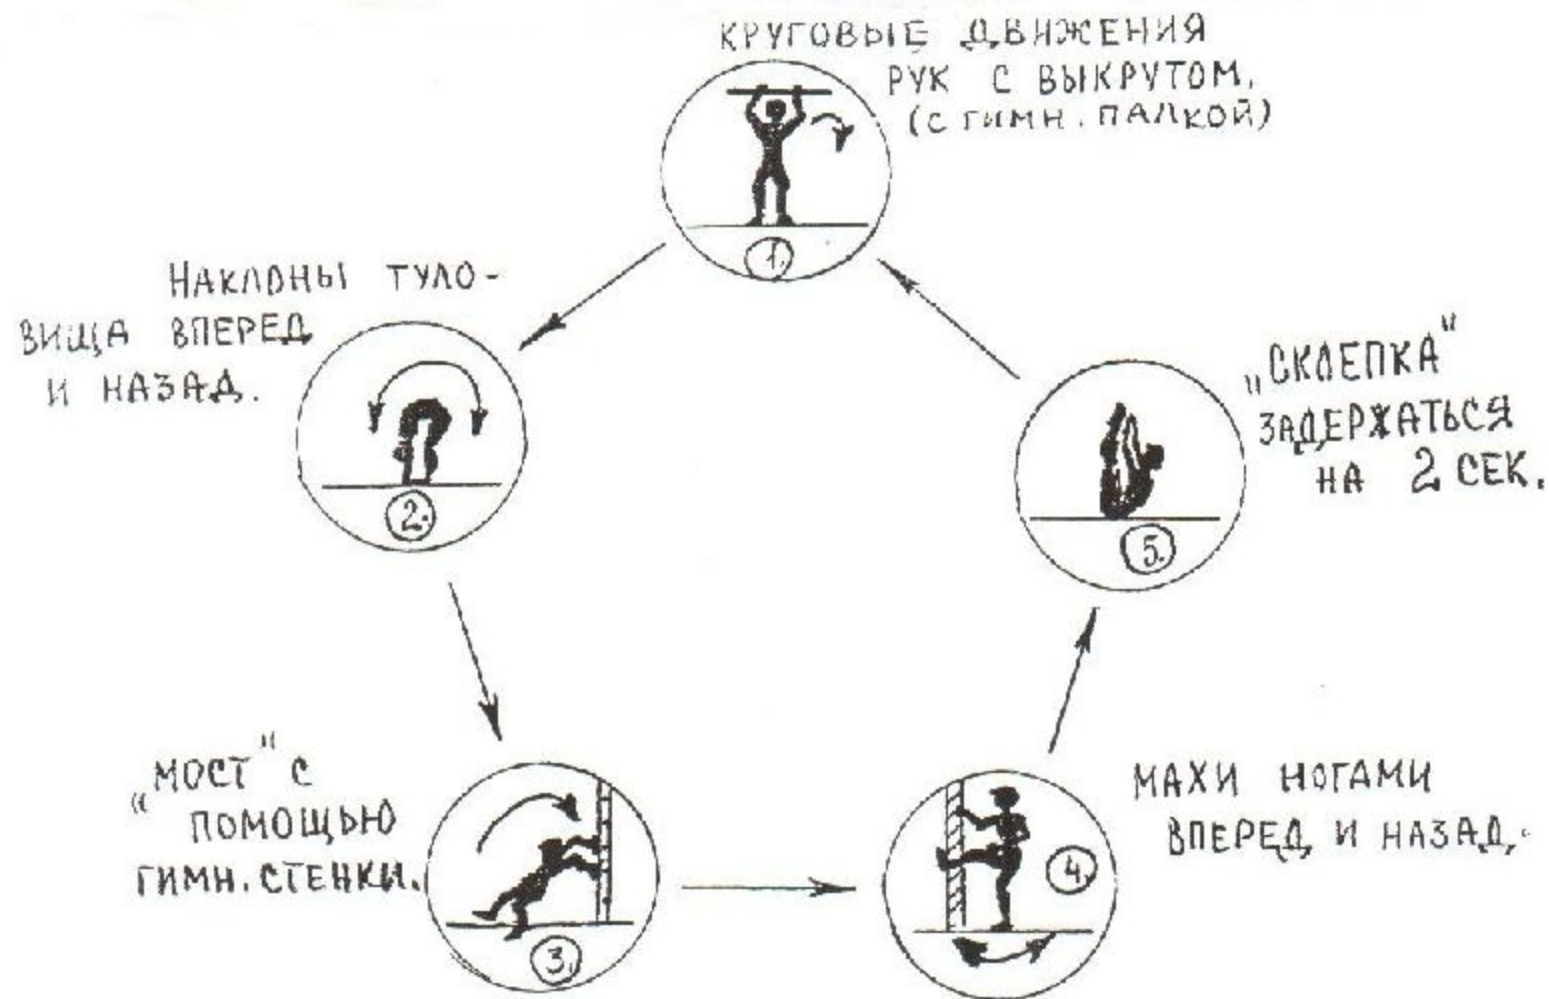 КРУГОВЫЕ ДВИЖЕНИЯ
РУК С ВЫКРУТОМ.
(С ГИМН. ПАЛКОЙ)
1.
НАКЛОНЫ ТУЛО-
ВИЩА ВПЕРЕД
И НАЗАД.
2.
„МОСТ" С
ПОМОЩЬЮ
ГИМН. СТЕНКИ.
3.
МАХИ НОГАМИ
ВПЕРЕД И НАЗАД.
4.
„СКЛЕПКА"
ЗАДЕРЖАТЬСЯ
НА 2 СЕК.
5.